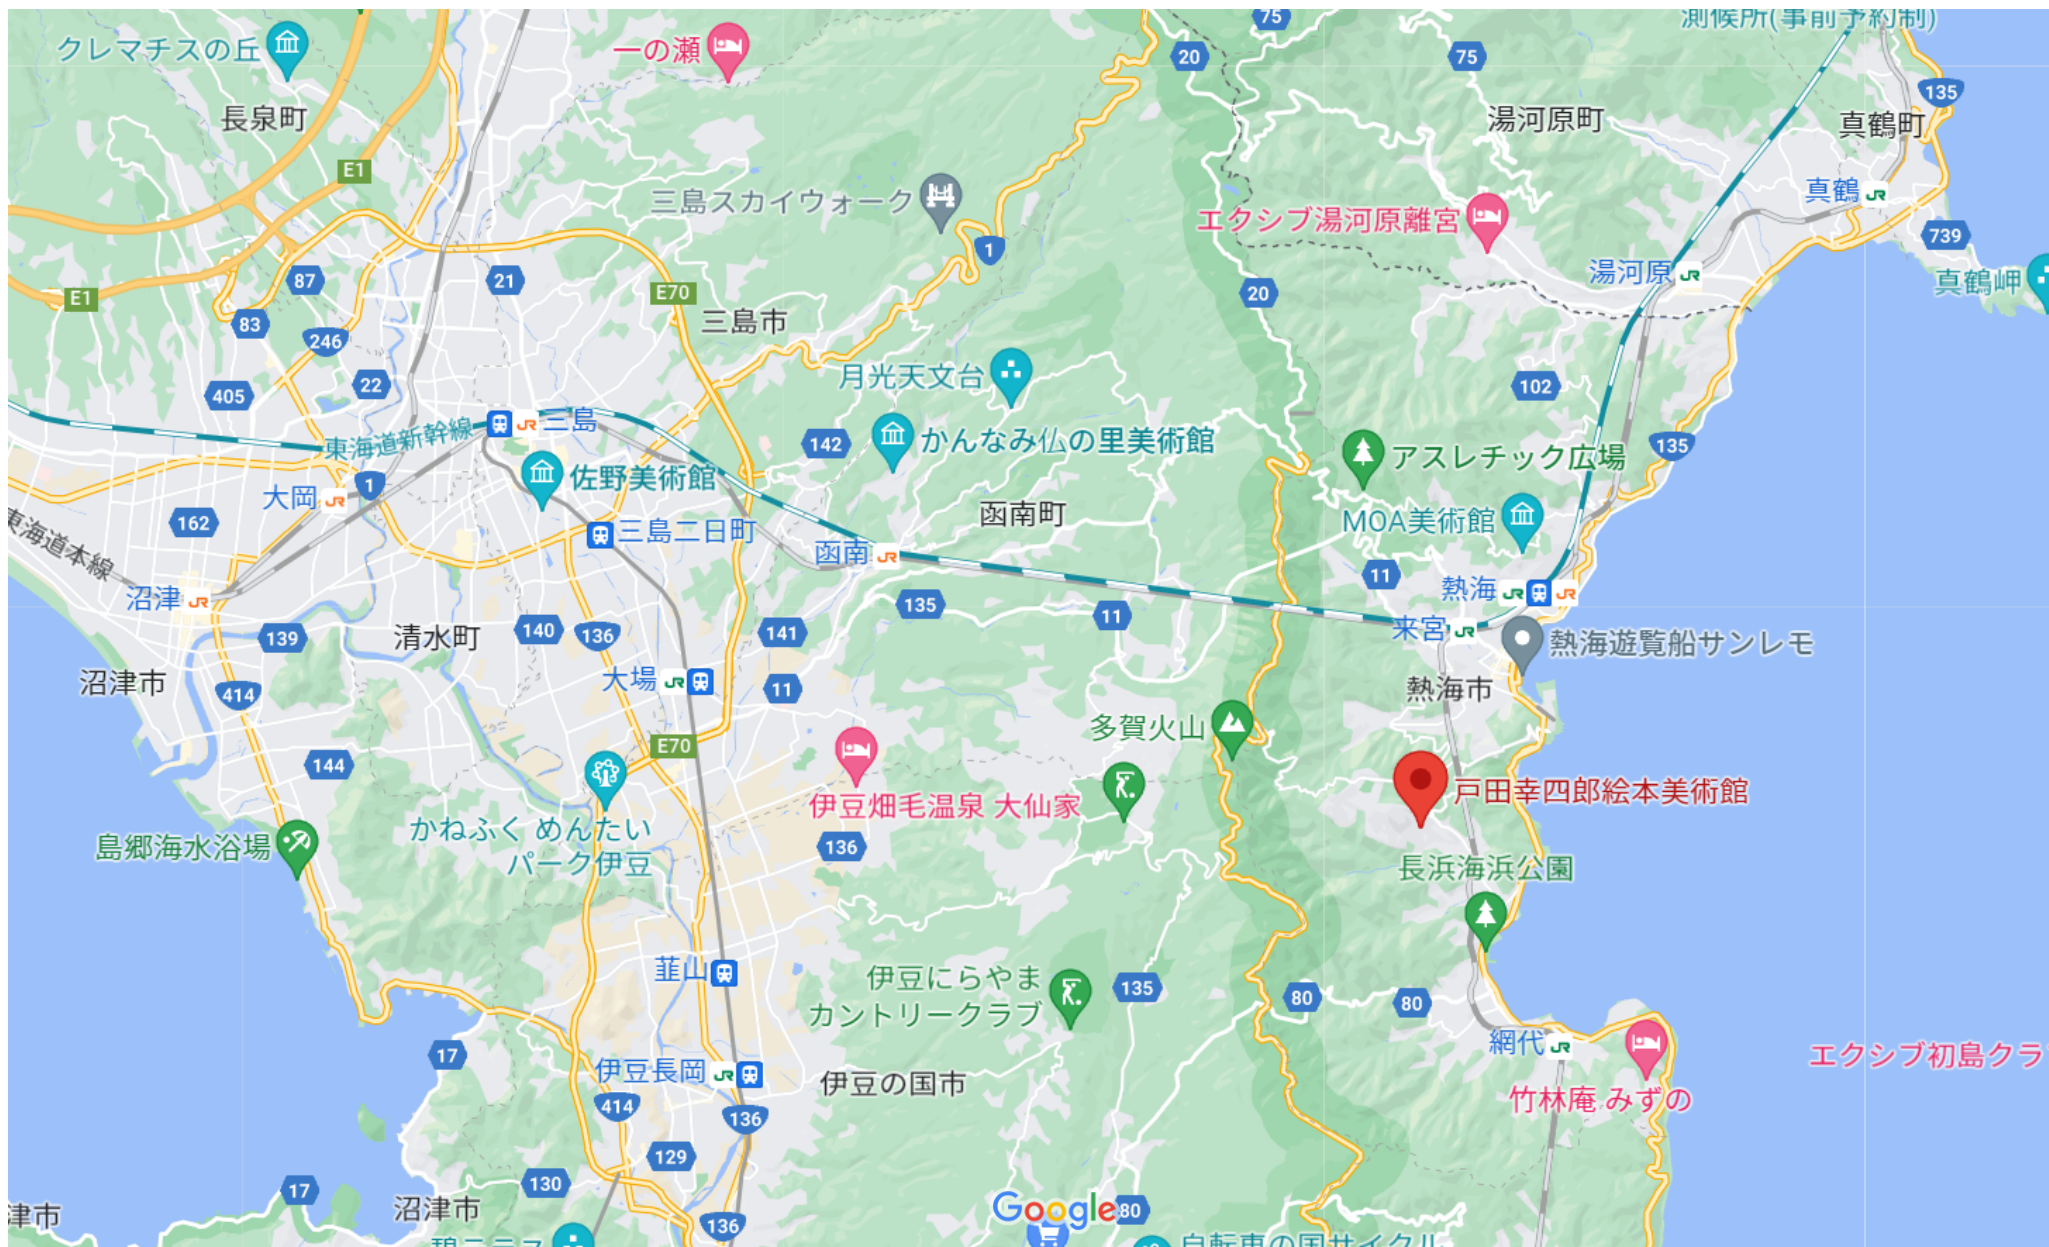 75
測候所(事前予約制)
クレマチスの丘
一の瀬
20
75
長泉町
湯河原町
135
真鶴町
E1
三島スカイウォーク
エクシブ湯河原離宮
真鶴
1
739
87
21
E1
E70
20
湯河原
真鶴岬
83
三島市
246
405
22
月光天文台
102
東海道新幹線
三島
142
かんなみ仏の里美術館
135
アスレチック広場
佐野美術館
大岡
1
162
三島二日町
函南町
MOA美術館
東海道本線
函南
11
熱海
沼津
135
11
来宮
139
清水町
140
136
141
熱海遊覧船サンレモ
沼津市
414
大場
11
熱海市
多賀火山
E70
144
戸田幸四郎絵本美術館
伊豆畑毛温泉 大仙家
かねふく めんたい
パーク伊豆
島郷海水浴場
136
長浜海浜公園
韮山
伊豆にらやま
カントリークラブ
135
80
80
17
網代
エクシブ初島クラ
伊豆長岡
伊豆の国市
竹林庵 みずの
414
136
129
130
17
津市
沼津市
136
Google
80
自転車の国サイクル